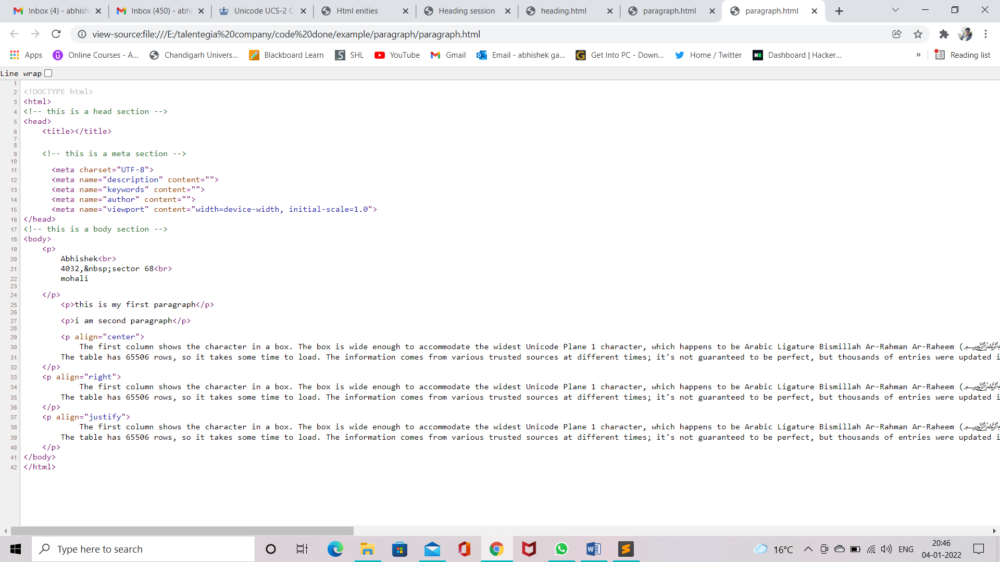 Inbox (4) - abhish
Inbox (450) - abhi
Unicode UCS-2 C
Html enities
Heading session
heading.html
paragraph.html
paragraph.html
view-source:file:///E:/talentegia%20company/code%20done/example/paragraph/paragraph.html
Apps
Online Courses - A...
Chandigarh Univers...
Blackboard Learn
SHL
YouTube
Gmail
Email - abhishek ga...
Get Into PC - Down...
Home / Twitter
Dashboard | Hacker...
»
Reading list
Line wrap
1
2 <!DOCTYPE html>
3 <html>
4 <!-- this is a head section -->
5 <head>
6 <title></title>
7
8
9 <!-- this is a meta section -->
10
11 <meta charset="UTF-8">
12 <meta name="description" content="">
13 <meta name="keywords" content="">
14 <meta name="author" content="">
15 <meta name="viewport" content="width=device-width, initial-scale=1.0">
16 </head>
17 <!-- this is a body section -->
18 <body>
19 <p>
20 Abhishek<br>
21 4032,&nbsp;sector 68<br>
22 mohali
23
24 </p>
25 <p>this is my first paragraph</p>
26
27 <p>i am second paragraph</p>
28
29 <p align="center">
30 The first column shows the character in a box. The box is wide enough to accommodate the widest Unicode Plane 1 character, which happens to be Arabic Ligature Bismillah Ar-Rahman Ar-Raheem (
31 The table has 65506 rows, so it takes some time to load. The information comes from various trusted sources at different times; it's not guaranteed to be perfect, but thousands of entries were updated i
32 </p>
33 <p align="right">
34 The first column shows the character in a box. The box is wide enough to accommodate the widest Unicode Plane 1 character, which happens to be Arabic Ligature Bismillah Ar-Rahman Ar-Raheem (
35 The table has 65506 rows, so it takes some time to load. The information comes from various trusted sources at different times; it's not guaranteed to be perfect, but thousands of entries were updated i
36 </p>
37 <p align="justify">
38 The first column shows the character in a box. The box is wide enough to accommodate the widest Unicode Plane 1 character, which happens to be Arabic Ligature Bismillah Ar-Rahman Ar-Raheem (
39 The table has 65506 rows, so it takes some time to load. The information comes from various trusted sources at different times; it's not guaranteed to be perfect, but thousands of entries were updated i
40 </p>
41 </body>
42 </html>
Type here to search
16°C
ENG
20:46
04-01-2022